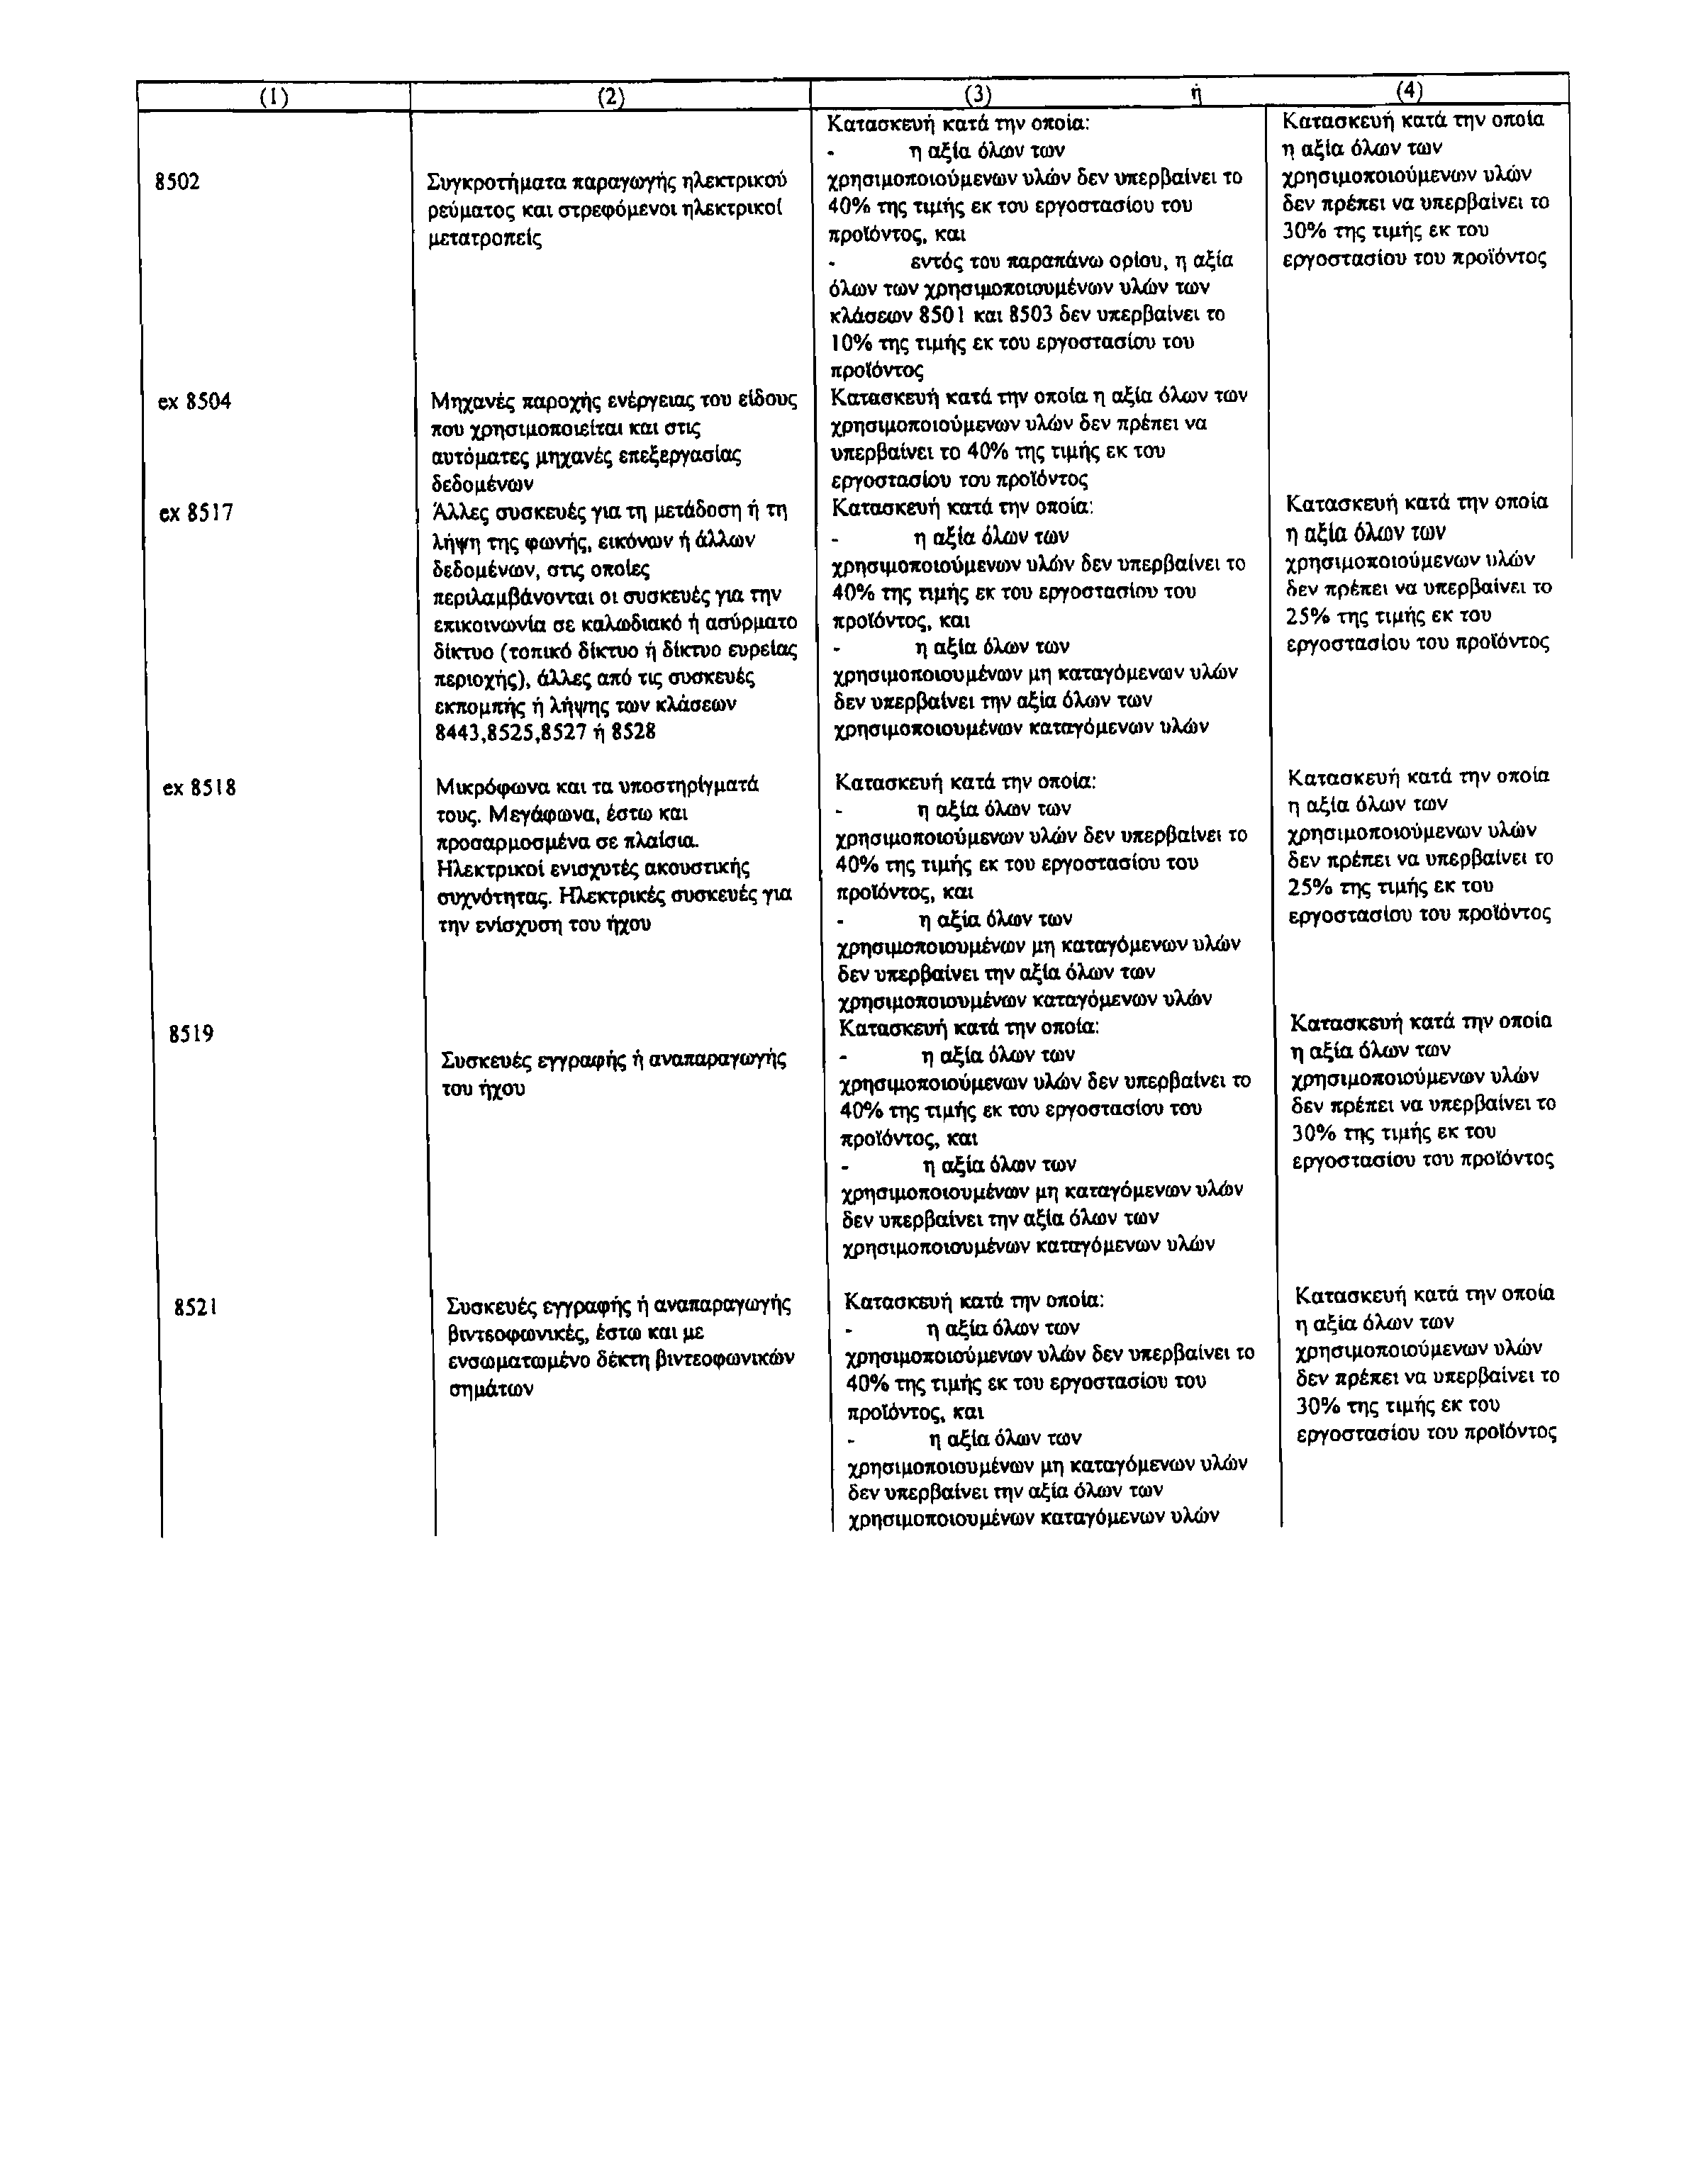 (1)
(2)
(3) ή
(4)
8502
Συγκροτήματα παραγωγής ηλεκτρικού
ρεύματος και στρεφόμενοι ηλεκτρικοί
μετατροπείς
Κατασκευή κατά την οποία:
- η αξία όλων των
χρησιμοποιούμενων υλών δεν υπερβαίνει το
40% της τιμής εκ του εργοστασίου του
προϊόντος, και
- εντός του παραπάνω ορίου, η αξία
όλων των χρησιμοποιουμένων υλών των
κλάσεων 8501 και 8503 δεν υπερβαίνει το
10% της τιμής εκ του εργοστασίου του
προϊόντος
Κατασκευή κατά την οποία
η αξία όλων των
χρησιμοποιούμενων υλών
δεν πρέπει να υπερβαίνει το
30% της τιμής εκ του
εργοστασίου του προϊόντος
ex 8504
Μηχανές παροχής ενέργειας του είδους
που χρησιμοποιείται και στις
αυτόματες μηχανές επεξεργασίας
δεδομένων
Κατασκευή κατά την οποία η αξία όλων των
χρησιμοποιούμενων υλών δεν πρέπει να
υπερβαίνει το 40% της τιμής εκ του
εργοστασίου του προϊόντος
ex 8517
Άλλες συσκευές για τη μετάδοση ή τη
λήψη της φωνής, εικόνων ή άλλων
δεδομένων, στις οποίες
περιλαμβάνονται οι συσκευές για την
επικοινωνία σε καλωδιακό ή ασύρματο
δίκτυο (τοπικό δίκτυο ή δίκτυο ευρείας
περιοχής), άλλες από τις συσκευές
εκπομπής ή λήψης των κλάσεων
8443,8525,8527 ή 8528
Κατασκευή κατά την οποία:
- η αξία όλων των
χρησιμοποιούμενων υλών δεν υπερβαίνει το
40% της τιμής εκ του εργοστασίου του
προϊόντος, και
- η αξία όλων των
χρησιμοποιουμένων μη καταγόμενων υλών
δεν υπερβαίνει την αξία όλων των
χρησιμοποιουμένων καταγόμενων υλών
Κατασκευή κατά την οποία
η αξία όλων των
χρησιμοποιούμενων υλών
δεν πρέπει να υπερβαίνει το
25% της τιμής εκ του
εργοστασίου του προϊόντος
ex 8518
Μικρόφωνα και τα υποστηρίγματά
τους. Μεγάφωνα, έστω και
προσαρμοσμένα σε πλαίσια.
Ηλεκτρικοί ενισχυτές ακουστικής
συχνότητας. Ηλεκτρικές συσκευές για
την ενίσχυση του ήχου
Κατασκευή κατά την οποία:
- η αξία όλων των
χρησιμοποιούμενων υλών δεν υπερβαίνει το
40% της τιμής εκ του εργοστασίου του
προϊόντος, και
- η αξία όλων των
χρησιμοποιουμένων μη καταγόμενων υλών
δεν υπερβαίνει την αξία όλων των
χρησιμοποιουμένων καταγόμενων υλών
Κατασκευή κατά την οποία
η αξία όλων των
χρησιμοποιούμενων υλών
δεν πρέπει να υπερβαίνει το
25% της τιμής εκ του
εργοστασίου του προϊόντος
8519
Συσκευές εγγραφής ή αναπαραγωγής
του ήχου
Κατασκευή κατά την οποία:
- η αξία όλων των
χρησιμοποιούμενων υλών δεν υπερβαίνει το
40% της τιμής εκ του εργοστασίου του
προϊόντος, και
- η αξία όλων των
χρησιμοποιουμένων μη καταγόμενων υλών
δεν υπερβαίνει την αξία όλων των
χρησιμοποιουμένων καταγόμενων υλών
Κατασκευή κατά την οποία
η αξία όλων των
χρησιμοποιούμενων υλών
δεν πρέπει να υπερβαίνει το
30% της τιμής εκ του
εργοστασίου του προϊόντος
8521
Συσκευές εγγραφής ή αναπαραγωγής
βιντεοφωνικές, έστω και με
ενσωματωμένο δέκτη βιντεοφωνικών
σημάτων
Κατασκευή κατά την οποία:
- η αξία όλων των
χρησιμοποιούμενων υλών δεν υπερβαίνει το
40% της τιμής εκ του εργοστασίου του
προϊόντος, και
- η αξία όλων των
χρησιμοποιουμένων μη καταγόμενων υλών
δεν υπερβαίνει την αξία όλων των
χρησιμοποιουμένων καταγόμενων υλών
Κατασκευή κατά την οποία
η αξία όλων των
χρησιμοποιούμενων υλών
δεν πρέπει να υπερβαίνει το
30% της τιμής εκ του
εργοστασίου του προϊόντος